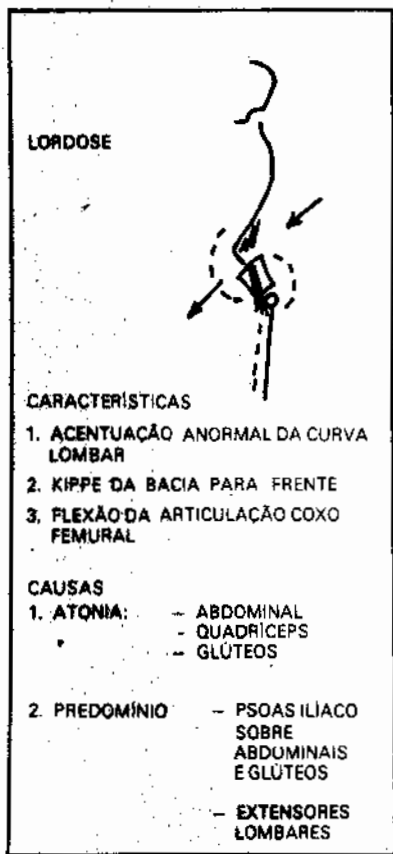 LORDOSE
CARACTERÍSTICAS
1. ACENTUAÇÃO ANORMAL DA CURVA
LOMBAR
2. KIPPE DA BACIA PARA FRENTE
3. FLEXÃO DA ARTICULAÇÃO COXO
FEMURAL
CAUSAS
1. ATONIA: – ABDOMINAL
- QUADRÍCEPS
– GLÚTEOS
2. PREDOMÍNIO – PSOAS ILÍACO
SOBRE
ABDOMINAIS
E GLÚTEOS
– EXTENSORES
LOMBARES